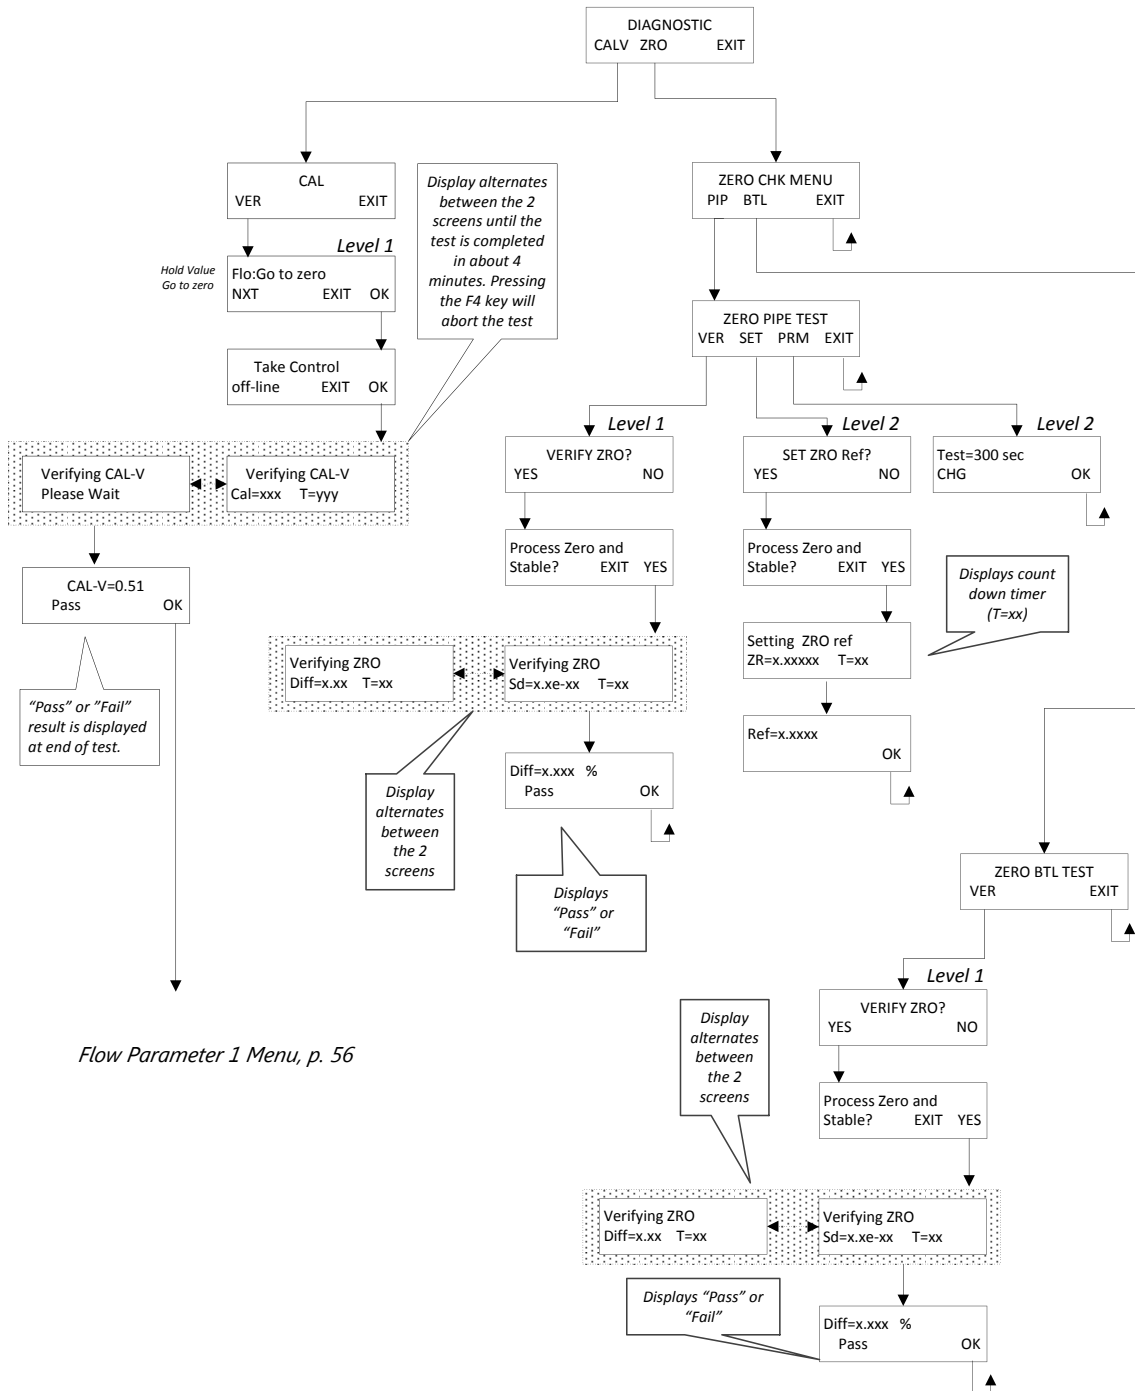 DIAGNOSTIC
CALV ZRO EXIT
CAL
VER EXIT
Level 1
Hold Value
Go to zero
Flo:Go to zero
NXT EXIT OK
Take Control
off-line EXIT OK
Display alternates
between the 2
screens until the
test is completed
in about 4
minutes. Pressing
the F4 key will
abort the test
Verifying CAL-V
Please Wait
Verifying CAL-V
Cal=xxx T=yyy
CAL-V=0.51
Pass OK
“Pass” or ”Fail”
result is displayed
at end of test.
Flow Parameter 1 Menu, p. 56
ZERO CHK MENU
PIP BTL EXIT
ZERO PIPE TEST
VER SET PRM EXIT
Level 1
VERIFY ZRO?
YES NO
Process Zero and
Stable? EXIT YES
Verifying ZRO
Diff=x.xx T=xx
Verifying ZRO
Sd=x.xe-xx T=xx
Display
alternates
between
the 2
screens
Diff=x.xxx %
Pass OK
Displays
“Pass” or
“Fail”
Level 2
SET ZRO Ref?
YES NO
Process Zero and
Stable? EXIT YES
Setting ZRO ref
ZR=x.xxxxx T=xx
Displays count
down timer
(T=xx)
Ref=x.xxxx
OK
Level 2
Test=300 sec
CHG OK
ZERO BTL TEST
VER EXIT
Level 1
VERIFY ZRO?
YES NO
Process Zero and
Stable? EXIT YES
Display
alternates
between
the 2
screens
Verifying ZRO
Diff=x.xx T=xx
Verifying ZRO
Sd=x.xe-xx T=xx
Displays “Pass” or
“Fail”
Diff=x.xxx %
Pass OK